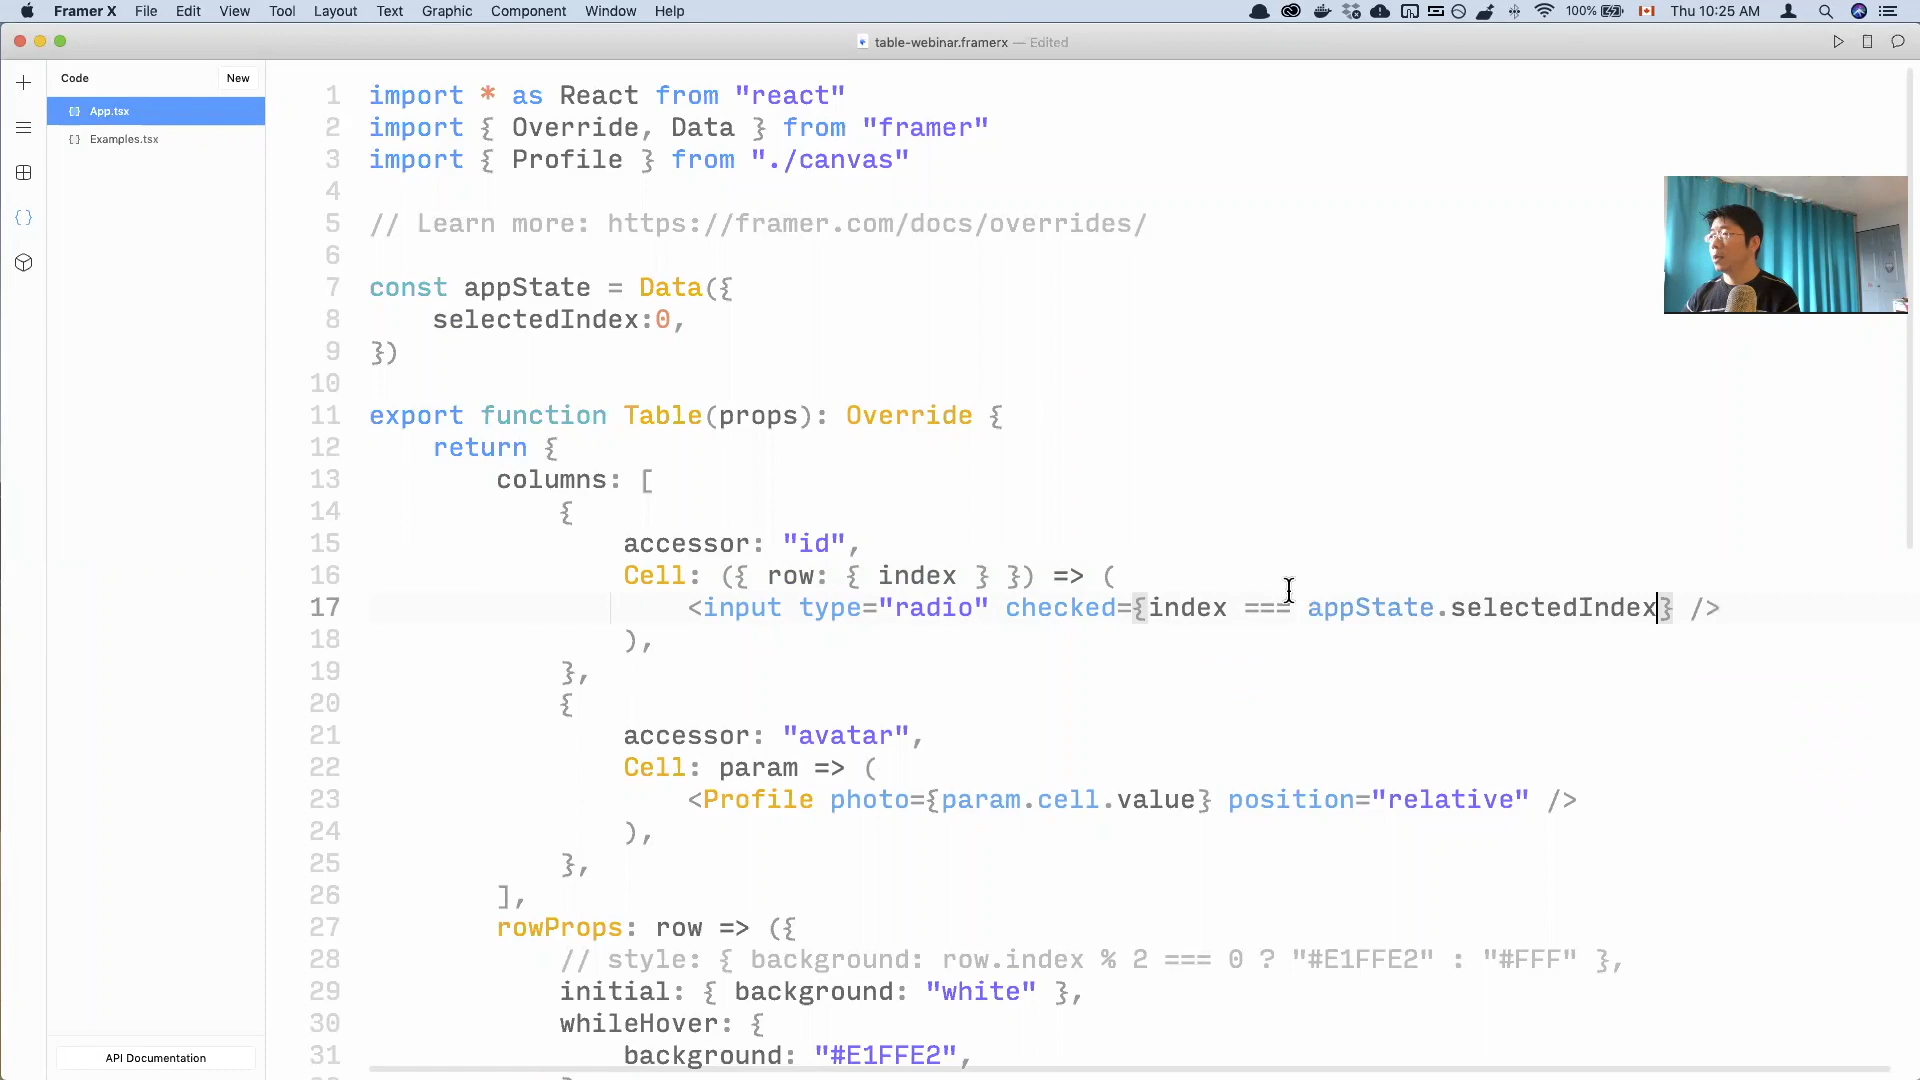 Framer X File Edit View Tool Layout Text Graphic Component Window Help 100% Thu 10:25 AM
table-webinar.framerx — Edited
Code New
App.tsx
Examples.tsx
API Documentation
1 import * as React from "react"
2 import { Override, Data } from "framer"
3 import { Profile } from "./canvas"
4
5 // Learn more: https://framer.com/docs/overrides/
6
7 const appState = Data({
8 selectedIndex:0,
9 })
10
11 export function Table(props): Override {
12 return {
13 columns: [
14 {
15 accessor: "id",
16 Cell: ({ row: { index } }) => (
17 <input type="radio" checked={index === appState.selectedIndex} />
18 ),
19 },
20 {
21 accessor: "avatar",
22 Cell: param => (
23 <Profile photo={param.cell.value} position="relative" />
24 ),
25 },
26 ],
27 rowProps: row => ({
28 // style: { background: row.index % 2 === 0 ? "#E1FFE2" : "#FFF" },
29 initial: { background: "white" },
30 whileHover: {
31 background: "#E1FFE2",